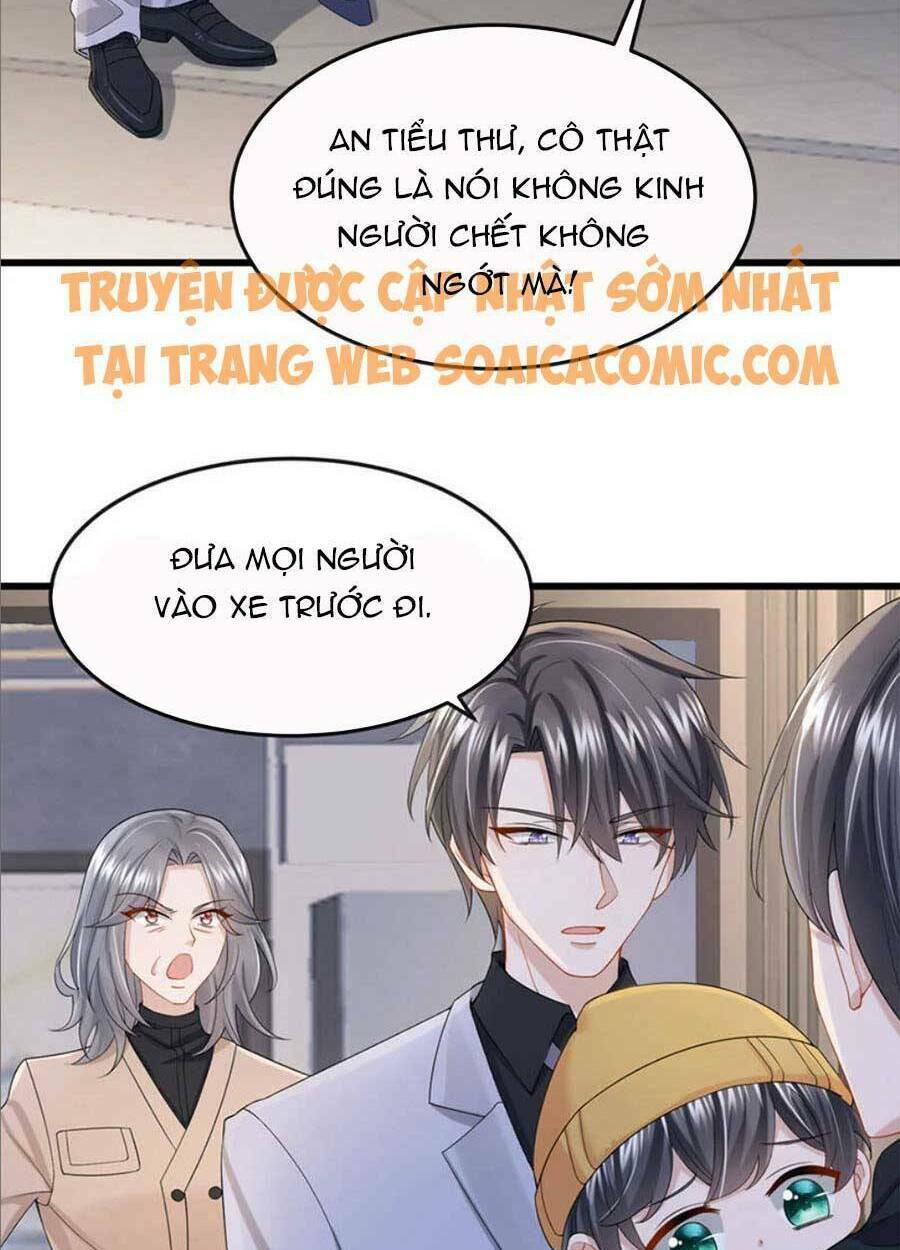 AN TIỂU THƯ, CÔ THẬT
ĐÚNG LÀ NÓI KHÔNG KINH
NGƯỜI CHẾT KHÔNG
NGỚT MÀ!
TRUYỆN ĐƯỢC CẬP NHẬT SỚM NHẤT
TẠI TRANG WEB SOAICACOMIC.COM
ĐƯA MỌI NGƯỜI
VÀO XE TRƯỚC ĐI.